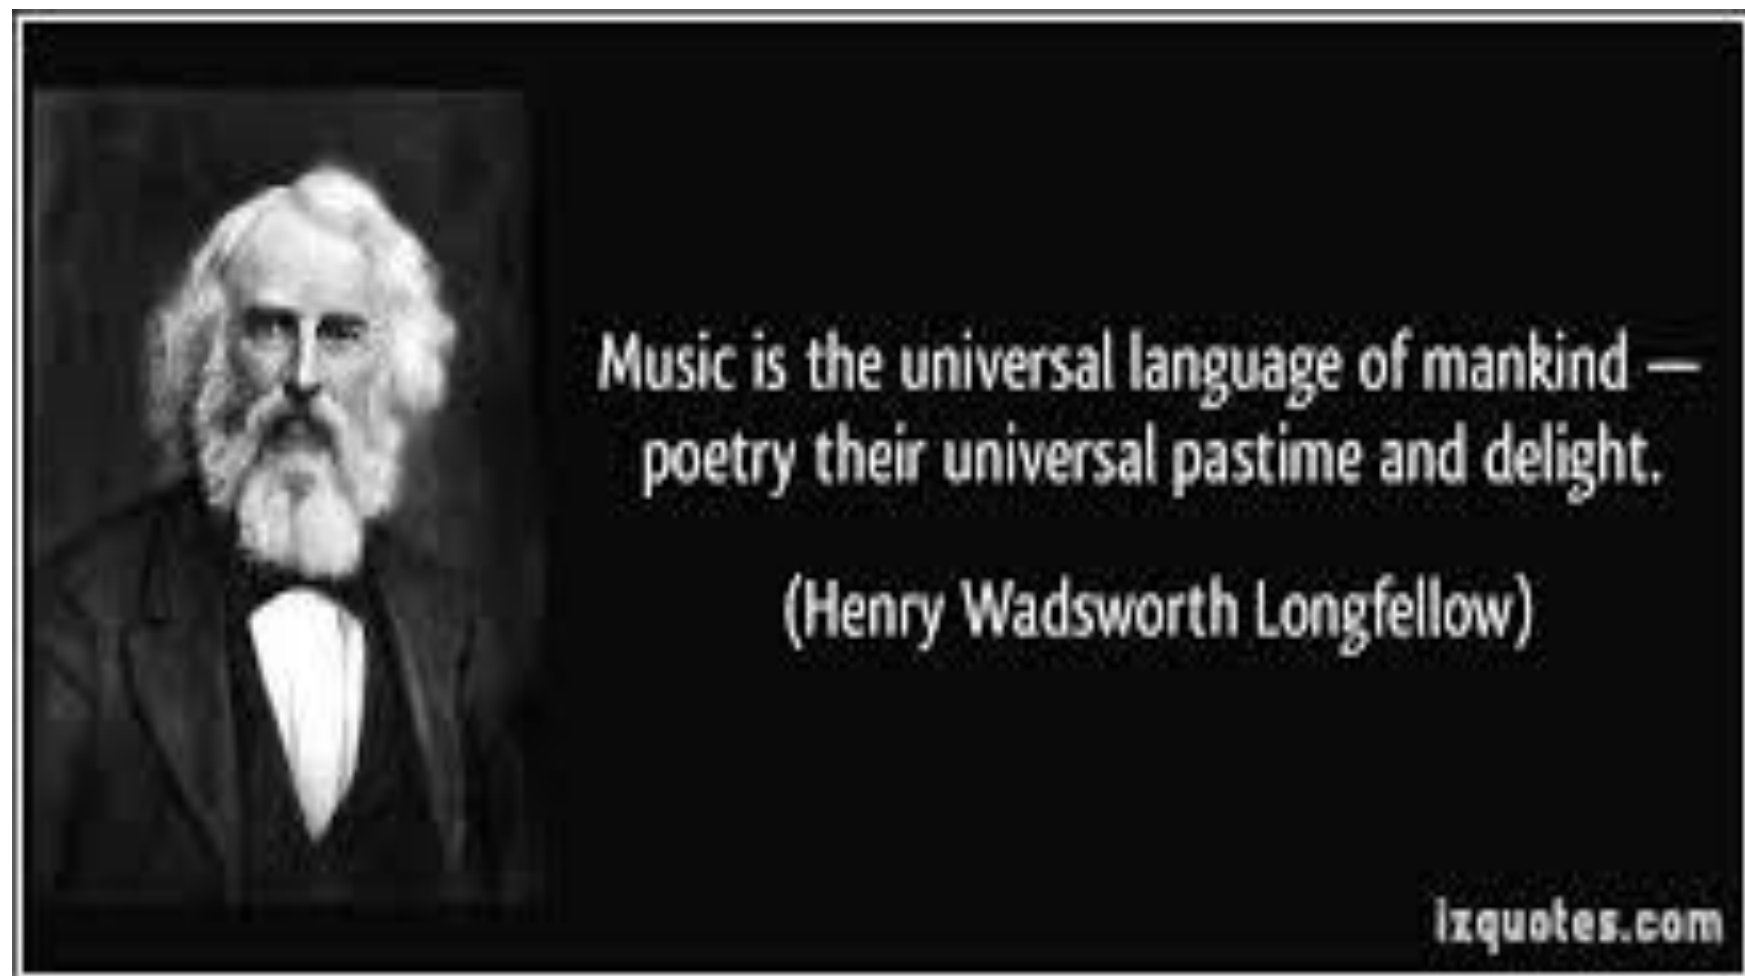 Music is the universal language of mankind —
poetry their universal pastime and delight.
(Henry Wadsworth Longfellow)
izquotes.com